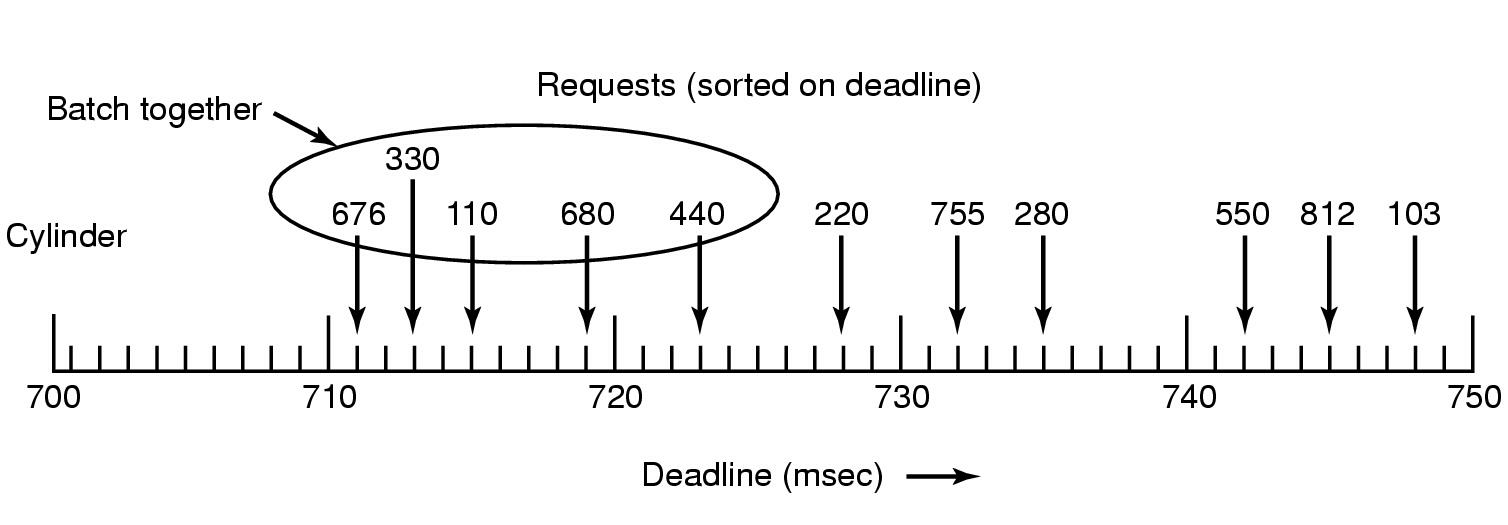 Requests (sorted on deadline)
Batch together
330
676 110 680 440 220 755 280 550 812 103
Cylinder
700 710 720 730 740 750
Deadline (msec)